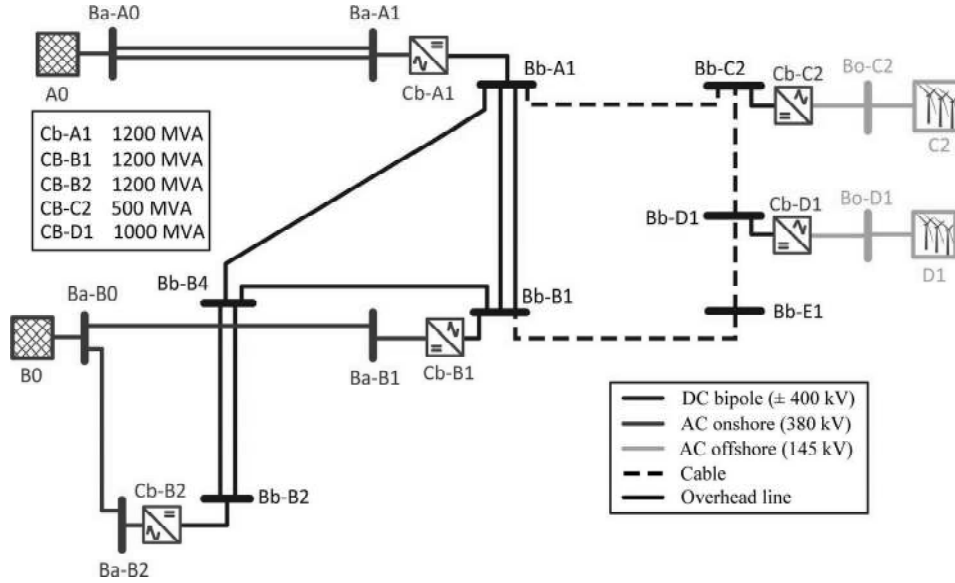 Ba-A0
Ba-A1
A0
Cb-A1
Bb-A1
Bb-C2
Cb-C2
Bo-C2
C2
Cb-A1 1200 MVA
CB-B1 1200 MVA
CB-B2 1200 MVA
CB-C2 500 MVA
CB-D1 1000 MVA
Bb-D1
Cb-D1
Bo-D1
D1
Bb-B4
Ba-B0
Bb-B1
Bb-E1
B0
Ba-B1
Cb-B1
DC bipole (± 400 kV)
AC onshore (380 kV)
AC offshore (145 kV)
Cable
Overhead line
Cb-B2
Bb-B2
Ba-B2